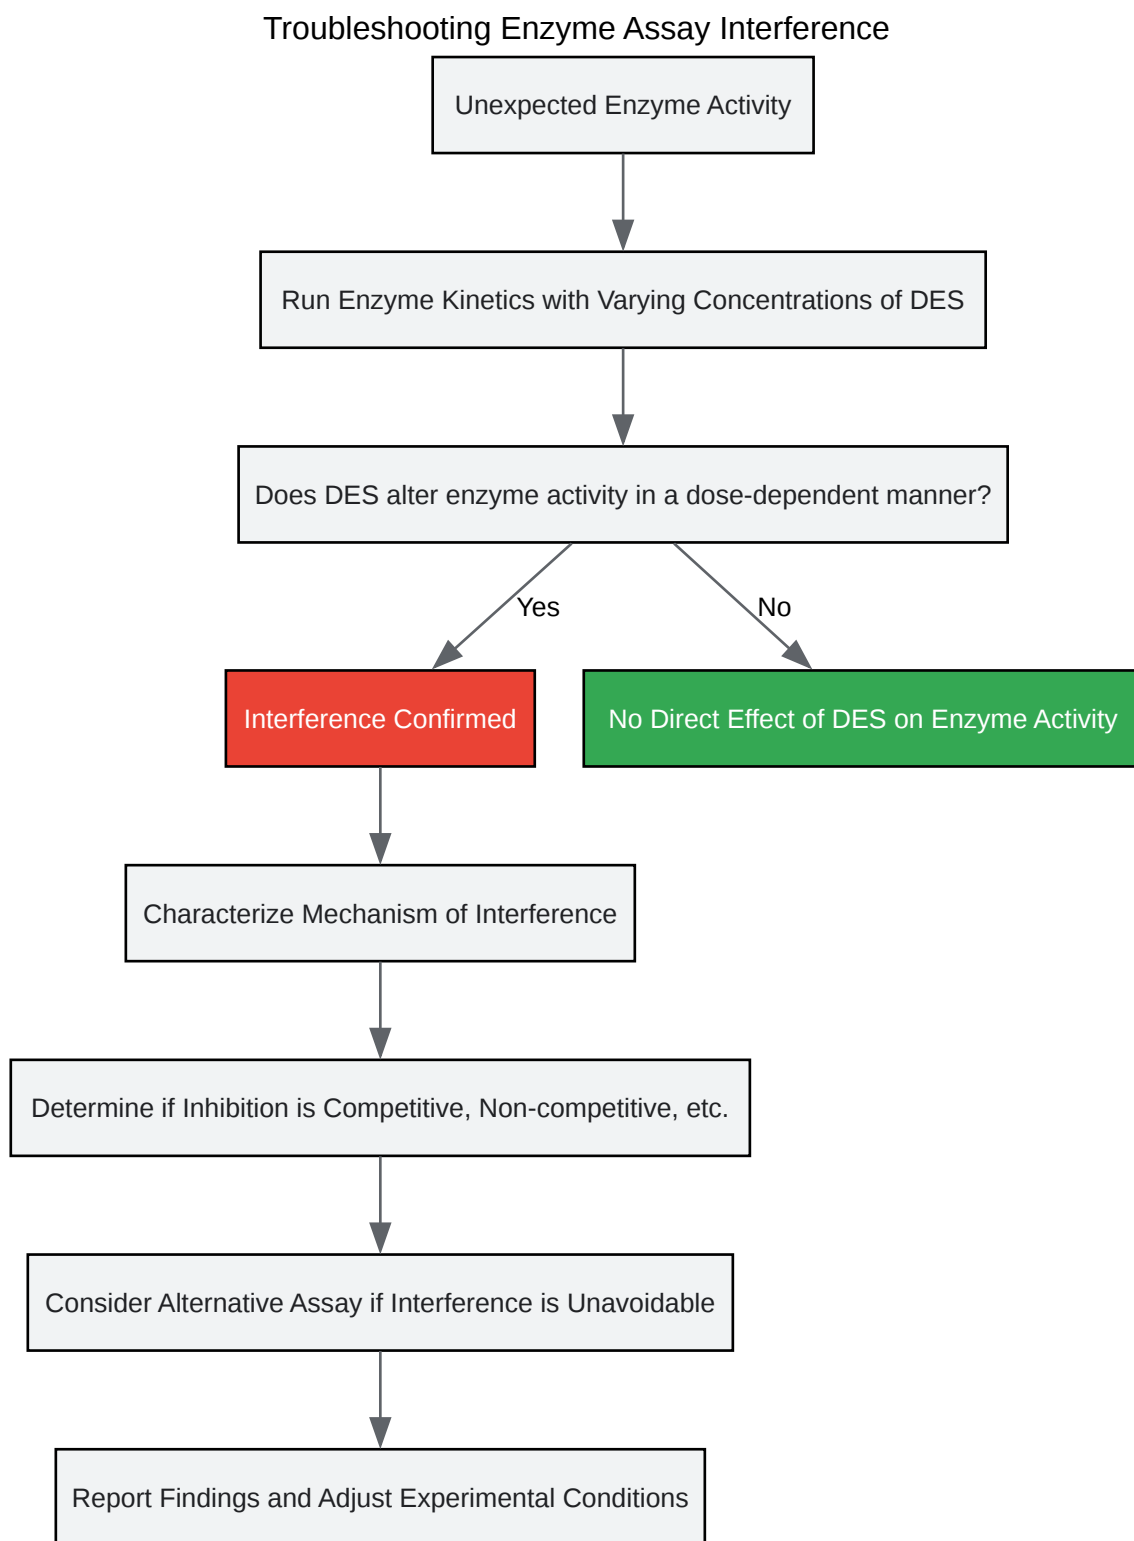 Troubleshooting Enzyme Assay Interference
Unexpected Enzyme Activity
Run Enzyme Kinetics with Varying Concentrations of DES
Does DES alter enzyme activity in a dose-dependent manner?
Yes
No
Interference Confirmed
No Direct Effect of DES on Enzyme Activity
Characterize Mechanism of Interference
Determine if Inhibition is Competitive, Non-competitive, etc.
Consider Alternative Assay if Interference is Unavoidable
Report Findings and Adjust Experimental Conditions